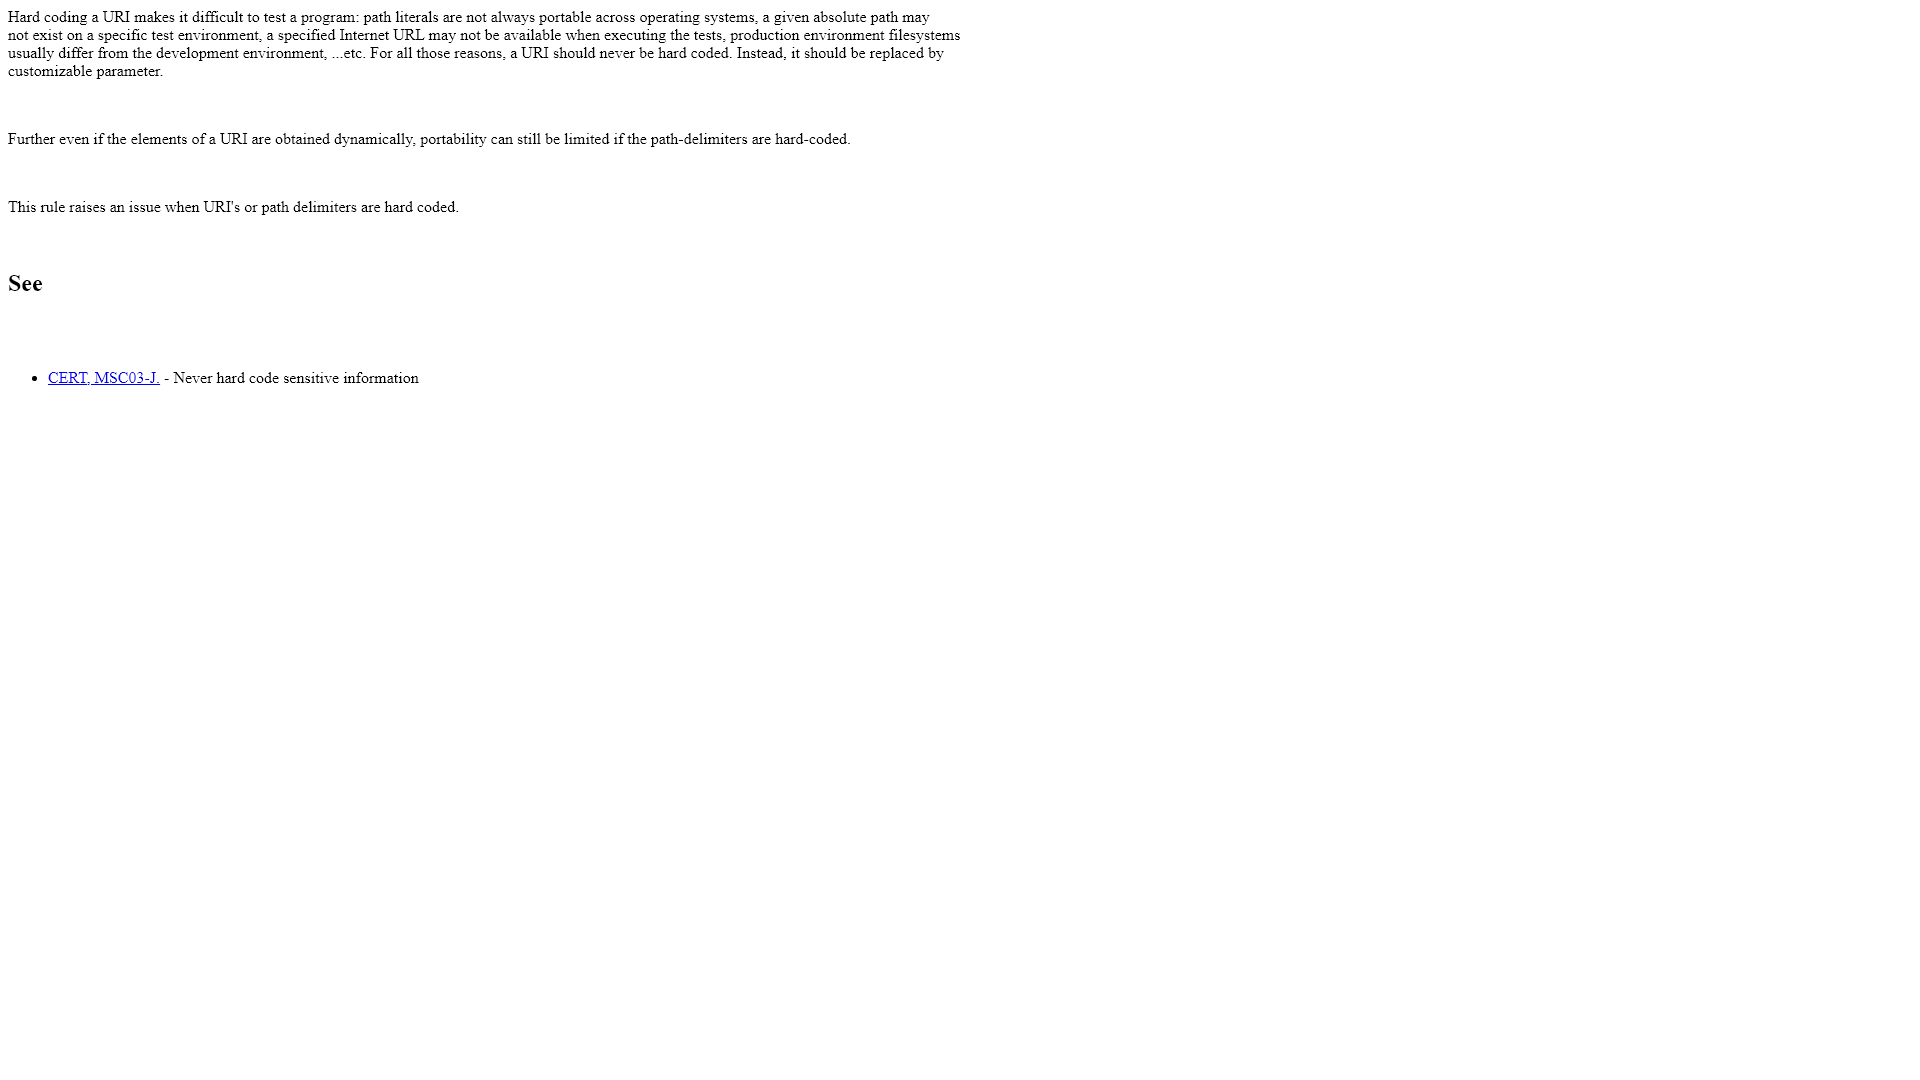 Hard coding a URI makes it difficult to test a program: path literals are not always portable across operating systems, a given absolute path may
not exist on a specific test environment, a specified Internet URL may not be available when executing the tests, production environment filesystems
usually differ from the development environment, ...etc. For all those reasons, a URI should never be hard coded. Instead, it should be replaced by
customizable parameter.
Further even if the elements of a URI are obtained dynamically, portability can still be limited if the path-delimiters are hard-coded.
This rule raises an issue when URI's or path delimiters are hard coded.
See
• CERT, MSC03-J. - Never hard code sensitive information